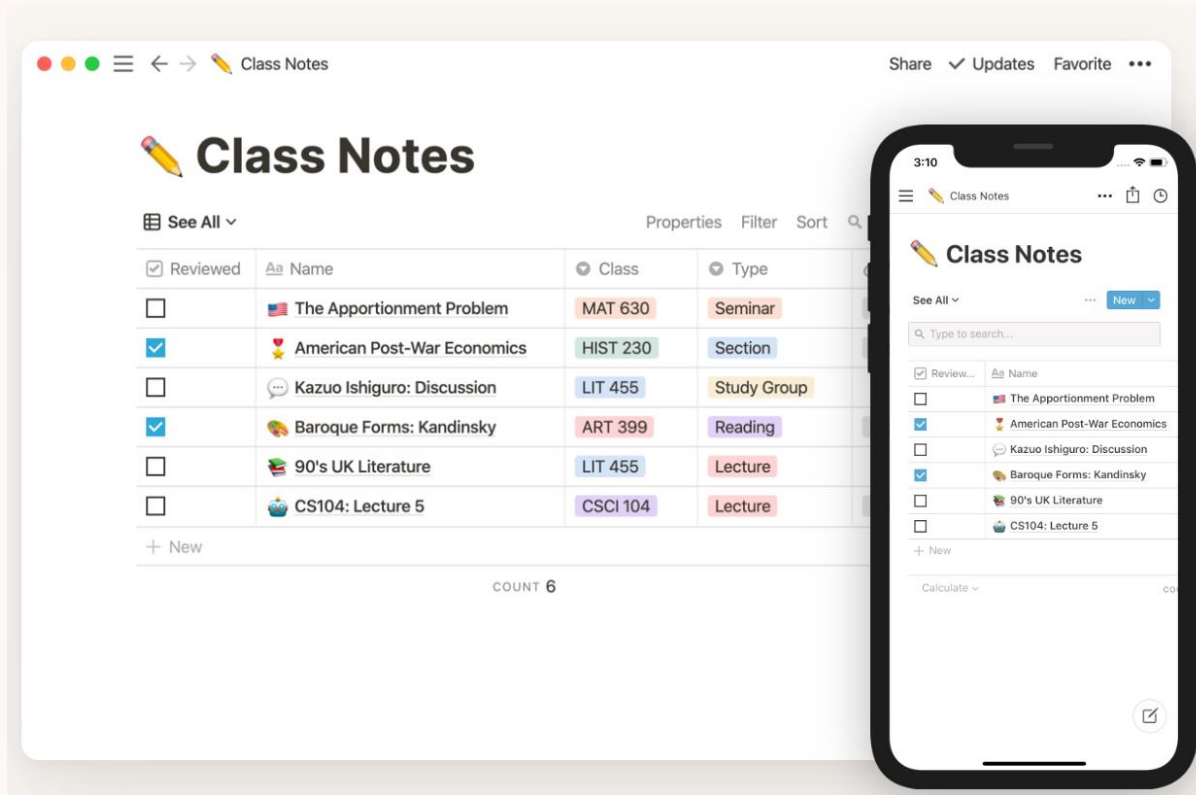 Class Notes Share Updates Favorite
Class Notes
See All Properties Filter Sort
Reviewed Aa Name Class Type
The Apportionment Problem MAT 630 Seminar
American Post-War Economics HIST 230 Section
Kazuo Ishiguro: Discussion LIT 455 Study Group
Baroque Forms: Kandinsky ART 399 Reading
90's UK Literature LIT 455 Lecture
CS104: Lecture 5 CSCI 104 Lecture
+ New
COUNT 6
3:10
Class Notes
Class Notes
See All New
Type to search...
Review... Aa Name
The Apportionment Problem
American Post-War Economics
Kazuo Ishiguro: Discussion
Baroque Forms: Kandinsky
90's UK Literature
CS104: Lecture 5
+ New
Calculate